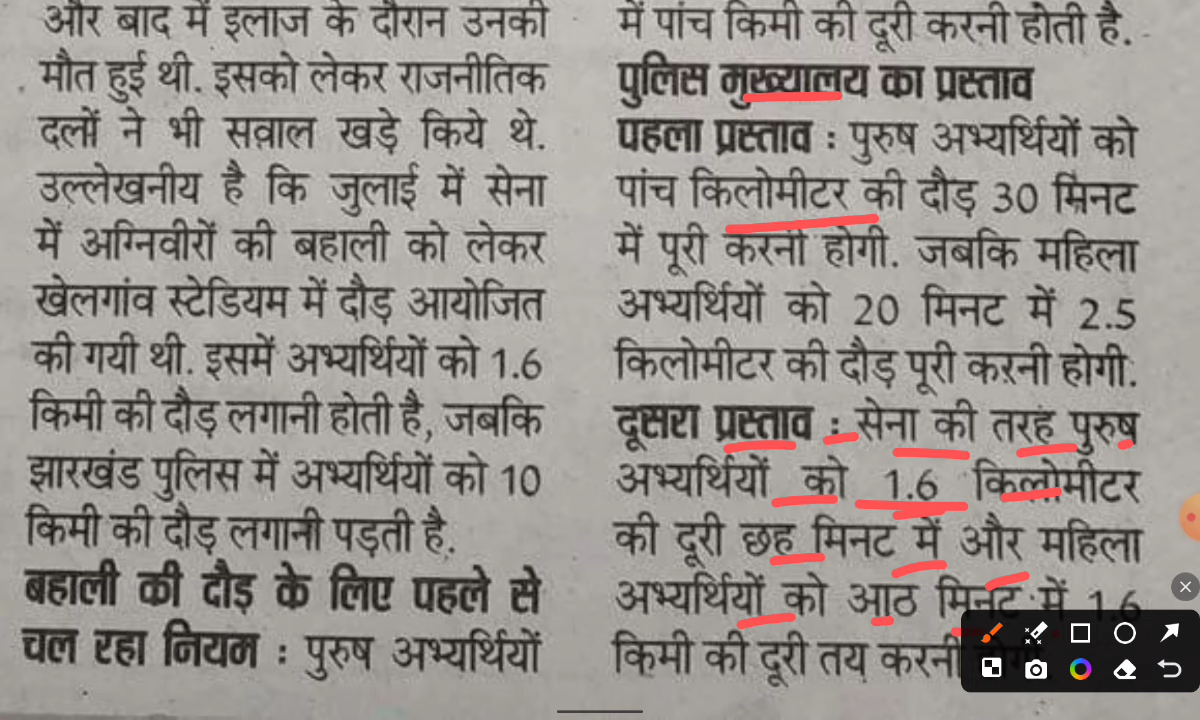 और बाद में इलाज के दौरान उनकी
मौत हुई थी. इसको लेकर राजनीतिक
दलों ने भी सवाल खड़े किये थे.
उल्लेखनीय है कि जुलाई में सेना
में अग्निवीरों की बहाली को लेकर
खेलगांव स्टेडियम में दौड़ आयोजित
की गयी थी. इसमें अभ्यर्थियों को 1.6
किमी की दौड़ लगानी होती है, जबकि
झारखंड पुलिस में अभ्यर्थियों को 10
किमी की दौड़ लगानी पड़ती है.
बहाली की दौड़ के लिए पहले से
चल रहा नियम : पुरुष अभ्यर्थियों
में पांच किमी की दूरी करनी होती है.
पुलिस मुख्यालय का प्रस्ताव
पहला प्रस्ताव : पुरुष अभ्यर्थियों को
पांच किलोमीटर की दौड़ 30 मिनट
में पूरी करनी होगी. जबकि महिला
अभ्यर्थियों को 20 मिनट में 2.5
किलोमीटर की दौड़ पूरी करनी होगी.
दूसरा प्रस्ताव : सेना की तरह पुरुष
अभ्यर्थियों को 1.6 किलोमीटर
की दूरी छह मिनट में और महिला
अभ्यर्थियों को आठ मिनट में 1.6
किमी की दूरी तय करनी